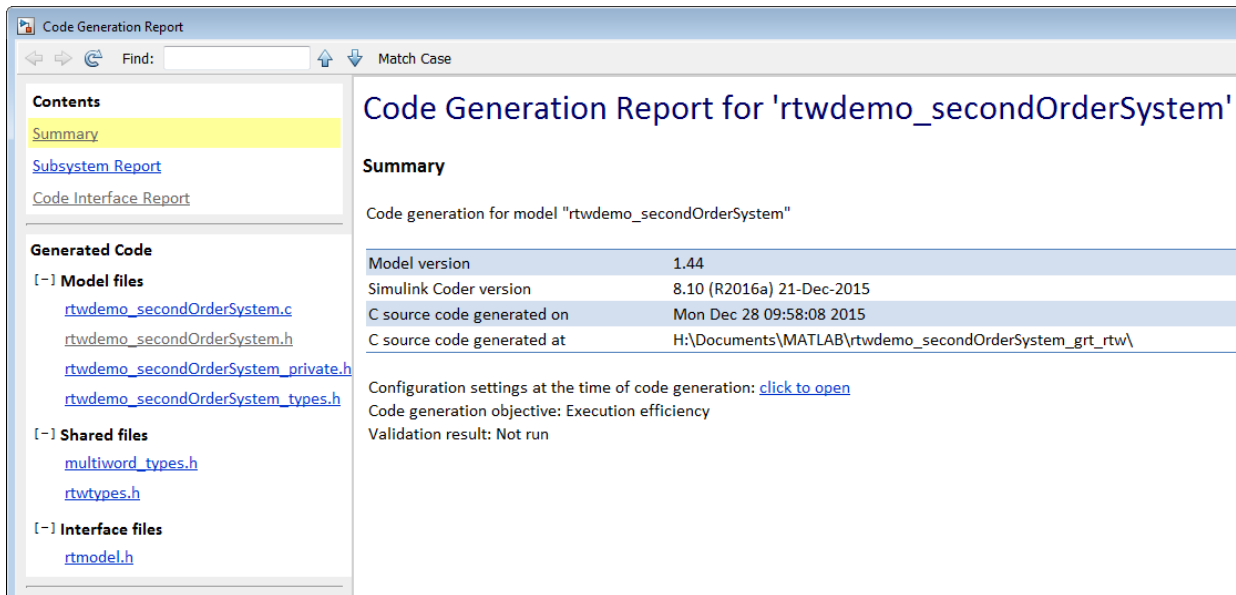 Code Generation Report
Find:
Match Case
Contents
Summary
Subsystem Report
Code Interface Report
Generated Code
[-] Model files
rtwdemo_secondOrderSystem.c
rtwdemo_secondOrderSystem.h
rtwdemo_secondOrderSystem_private.h
rtwdemo_secondOrderSystem_types.h
[-] Shared files
multiword_types.h
rtwtypes.h
[-] Interface files
rtmodel.h
Code Generation Report for 'rtwdemo_secondOrderSystem'
Summary
Code generation for model "rtwdemo_secondOrderSystem"
Model version 1.44
Simulink Coder version 8.10 (R2016a) 21-Dec-2015
C source code generated on Mon Dec 28 09:58:08 2015
C source code generated at H:\Documents\MATLAB\rtwdemo_secondOrderSystem_grt_rtw\
Configuration settings at the time of code generation: click to open
Code generation objective: Execution efficiency
Validation result: Not run